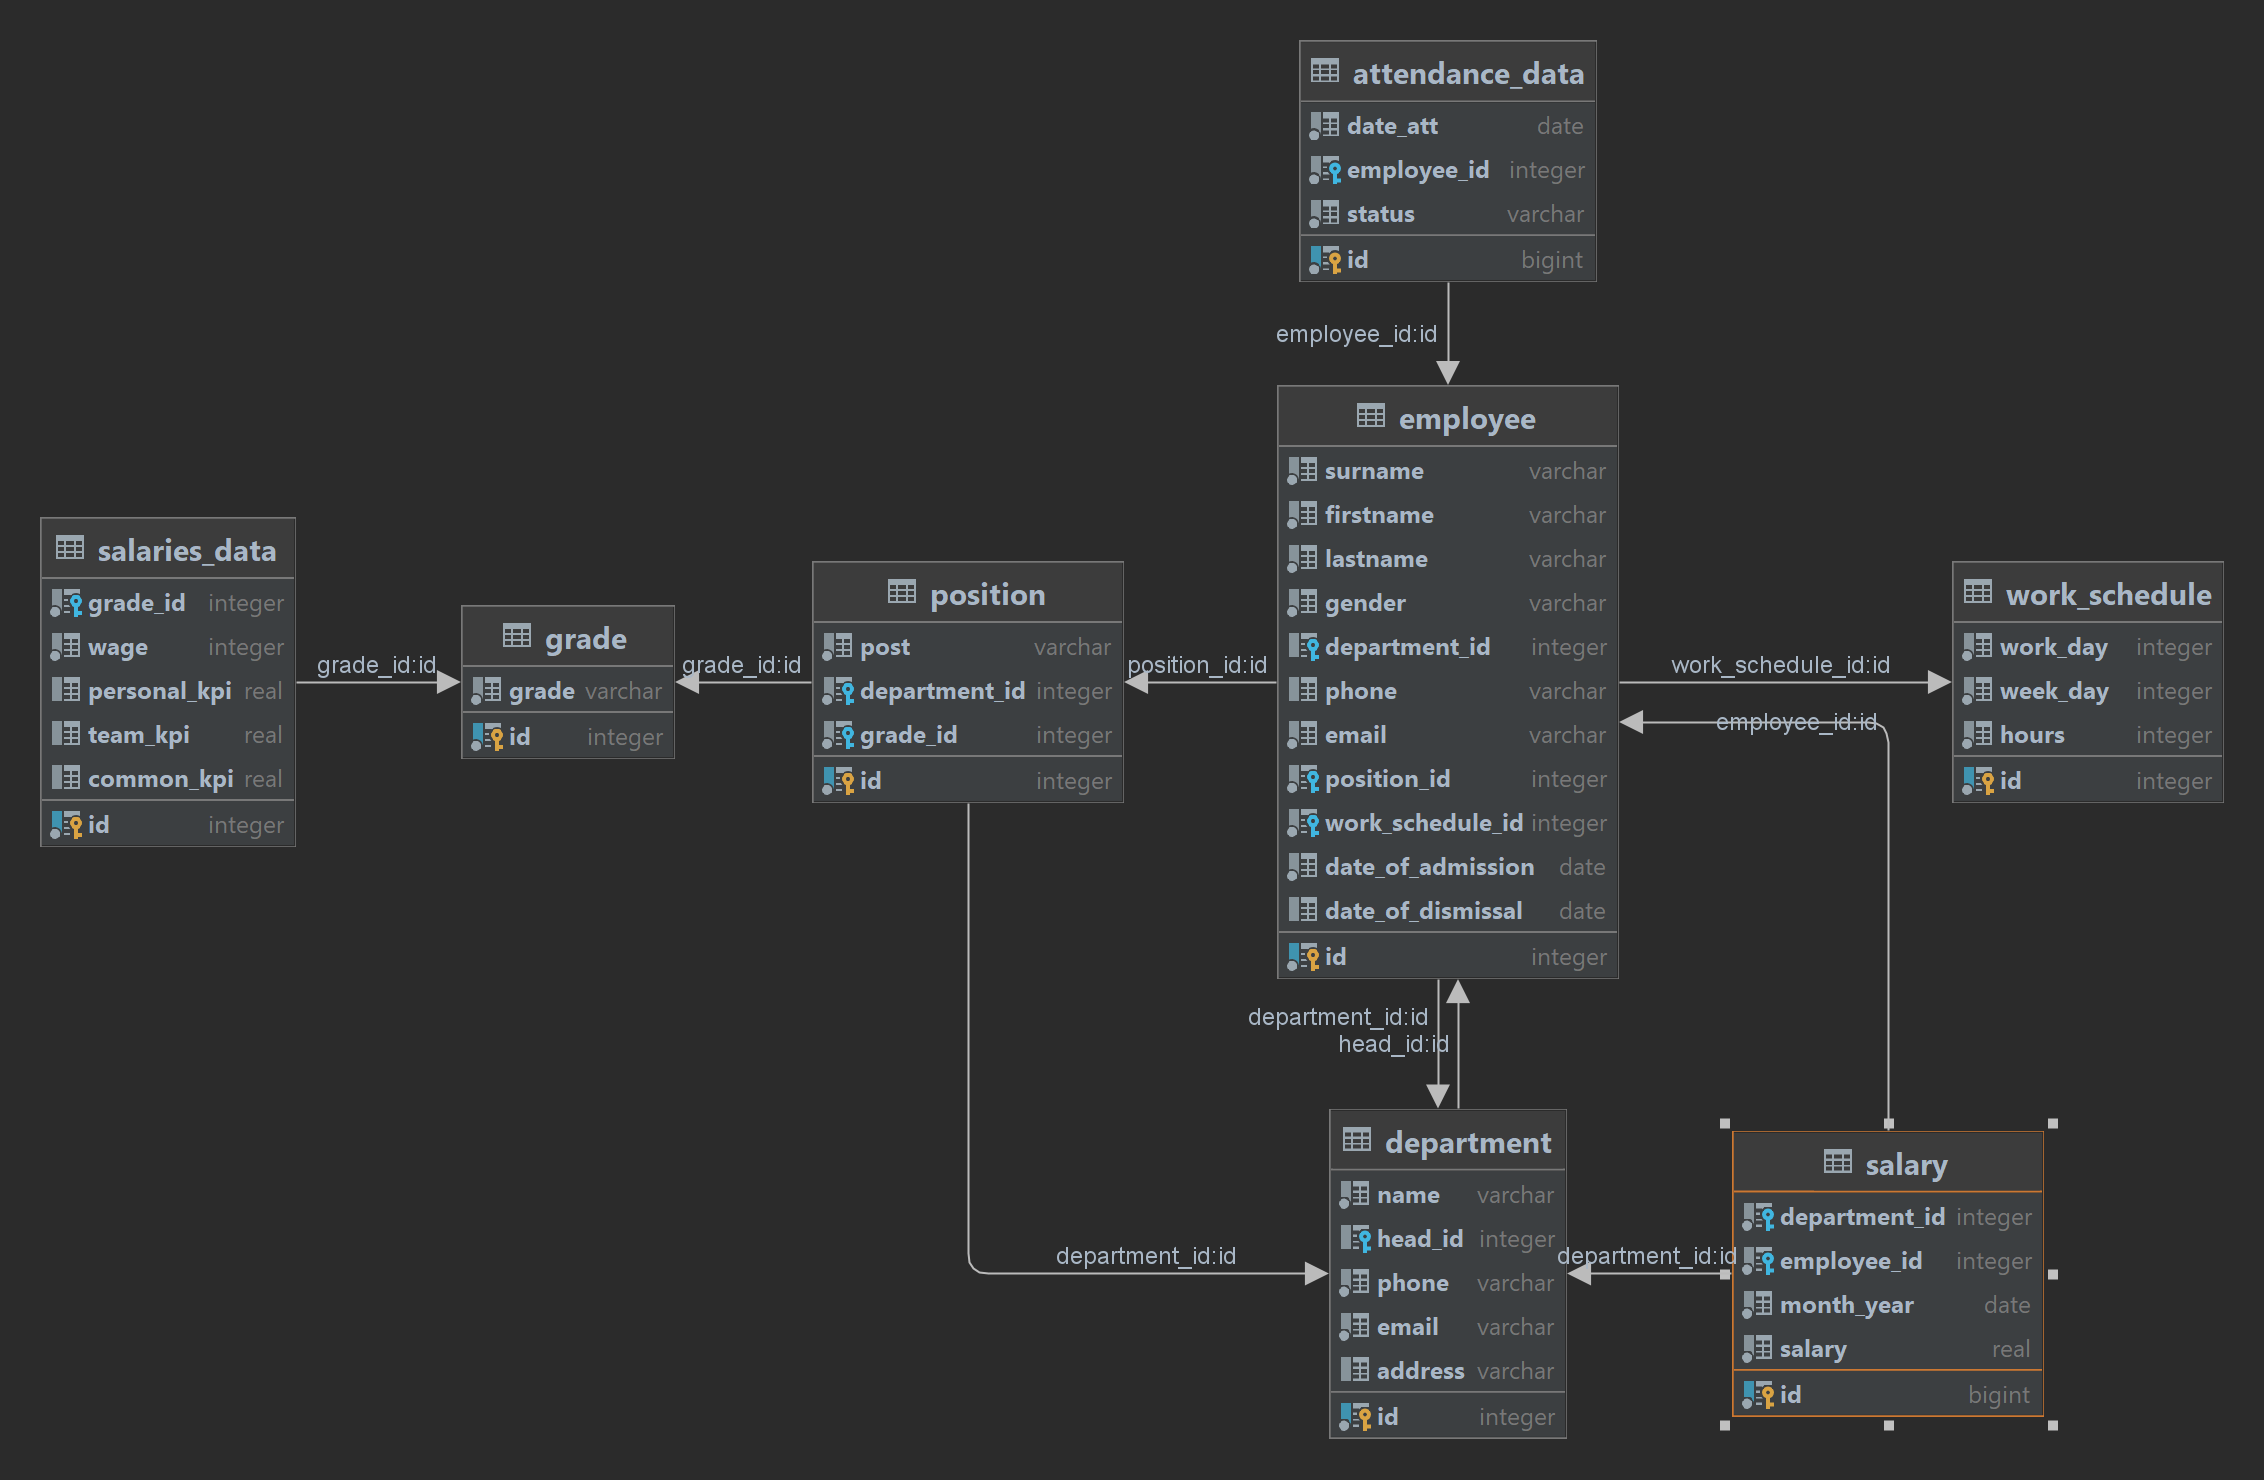 attendance_data
date_att date
employee_id integer
status varchar
id bigint
employee_id:id
employee
surname varchar
firstname varchar
lastname varchar
gender varchar
department_id integer
phone varchar
email varchar
position_id integer
work_schedule_id integer
date_of_admission date
date_of_dismissal date
id integer
salaries_data
grade_id integer
wage integer
personal_kpi real
team_kpi real
common_kpi real
id integer
grade_id:id
grade
grade varchar
id integer
grade_id:id
position
post varchar
department_id integer
grade_id integer
id integer
position_id:id
work_schedule_id:id
employee_id:id
work_schedule
work_day integer
week_day integer
hours integer
id integer
department_id:id
head_id:id
department_id:id
department
name varchar
head_id integer
phone varchar
email varchar
address varchar
id integer
department_id:id
salary
department_id integer
employee_id integer
month_year date
salary real
id bigint